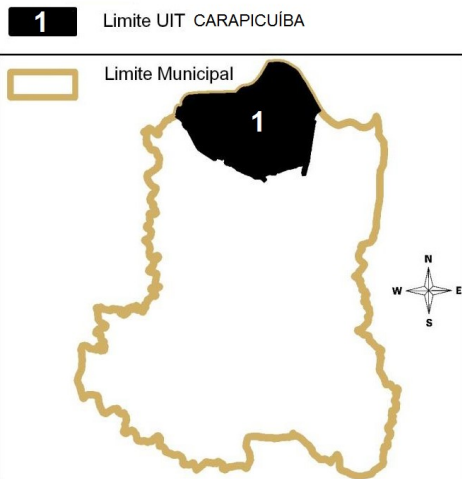 1 Limite UIT CARAPICUÍBA
Limite Municipal
1
N
W E
S